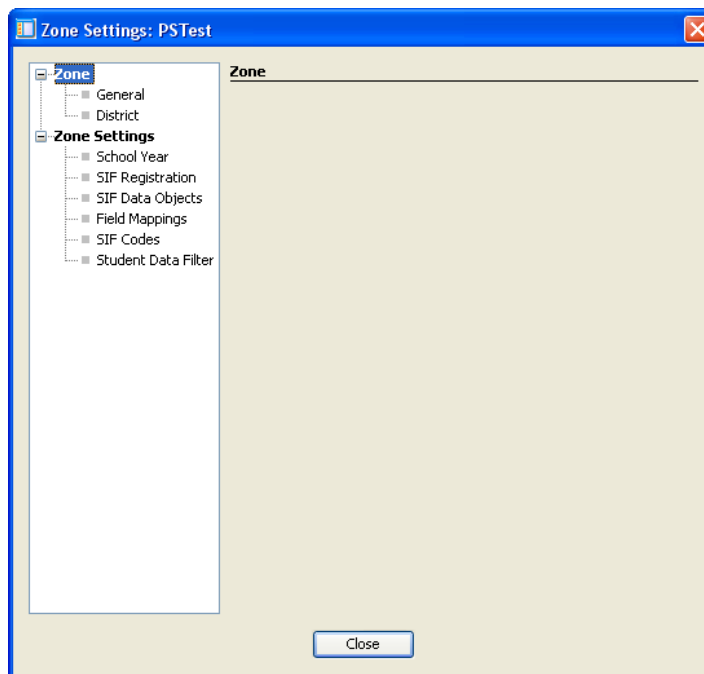 Zone Settings: PSTest
Zone
General
District
Zone Settings
School Year
SIF Registration
SIF Data Objects
Field Mappings
SIF Codes
Student Data Filter
Zone
Close